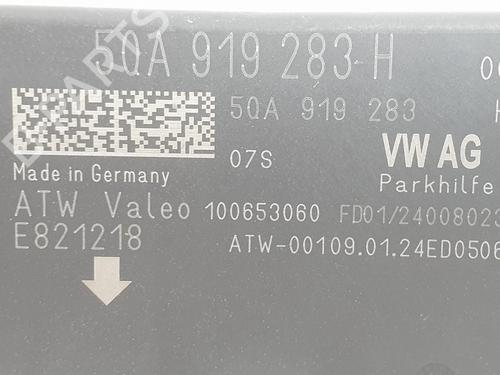 5QA 919 283 H
5QA 919 283
07S
VW AG
Made in Germany
Parkhilfe
ATW Valeo 100653060 FD01/24008023
E821218
ATW-00109.01.24ED0506